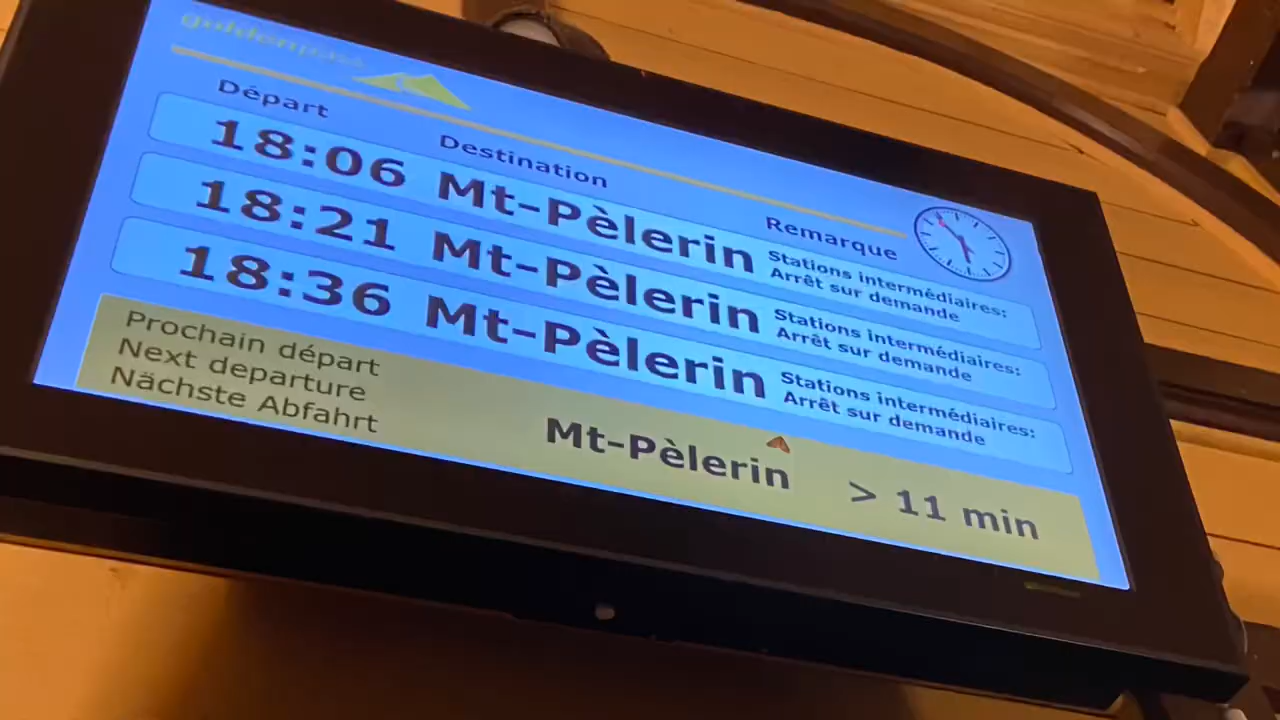 goldenpass
Départ Destination Remarque
18:06 Mt-Pèlerin Stations intermédiaires:
Arrêt sur demande
18:21 Mt-Pèlerin Stations intermédiaires:
Arrêt sur demande
18:36 Mt-Pèlerin Stations intermédiaires:
Arrêt sur demande
Prochain départ
Next departure
Nächste Abfahrt
Mt-Pèlerin > 11 min